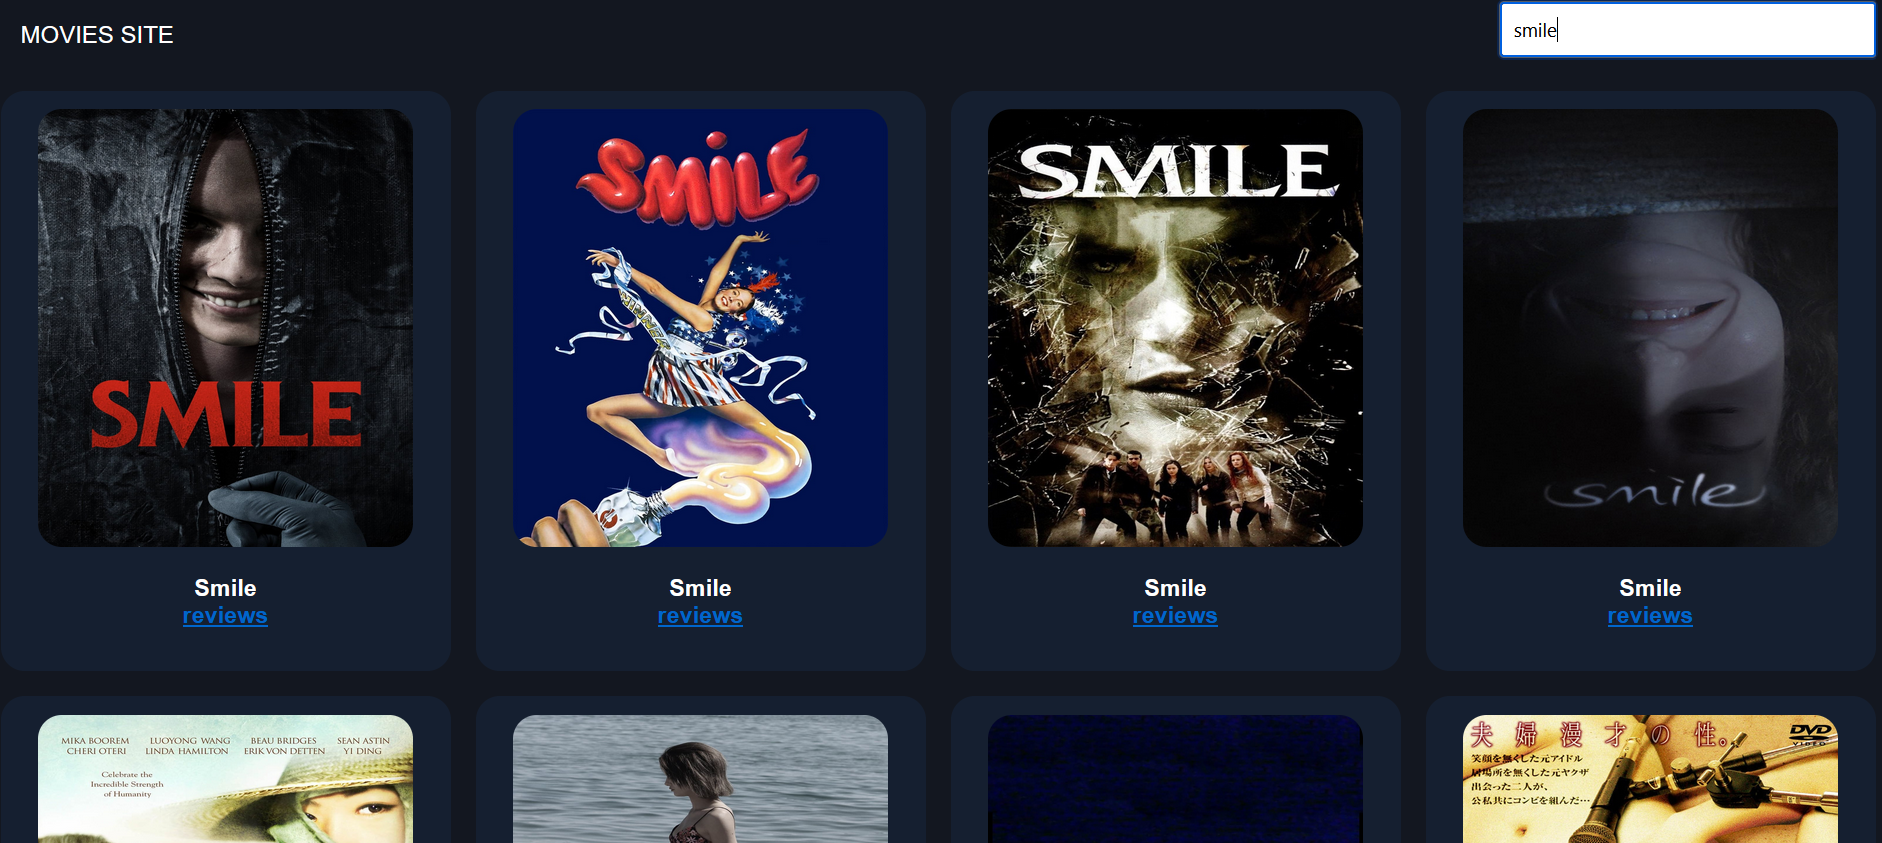 MOVIES SITE
smile
SMILE
SMiLE
SMILE
smile
Smile
reviews
Smile
reviews
Smile
reviews
Smile
reviews
MIKA BOOREM LUOYONG WANG BEAU BRIDGES SEAN ASTIN
CHERI OTERI LINDA HAMILTON ERIK VON DETTEN YI DING
Celebrate the
Incredible Strength
of Humanity
夫婦漫才の性。
DVD
VIDEO
笑顔を無くした元アイドル
居場所を無くした元ヤクザ
出会った二人が、
公私共にコンビを組んだ…